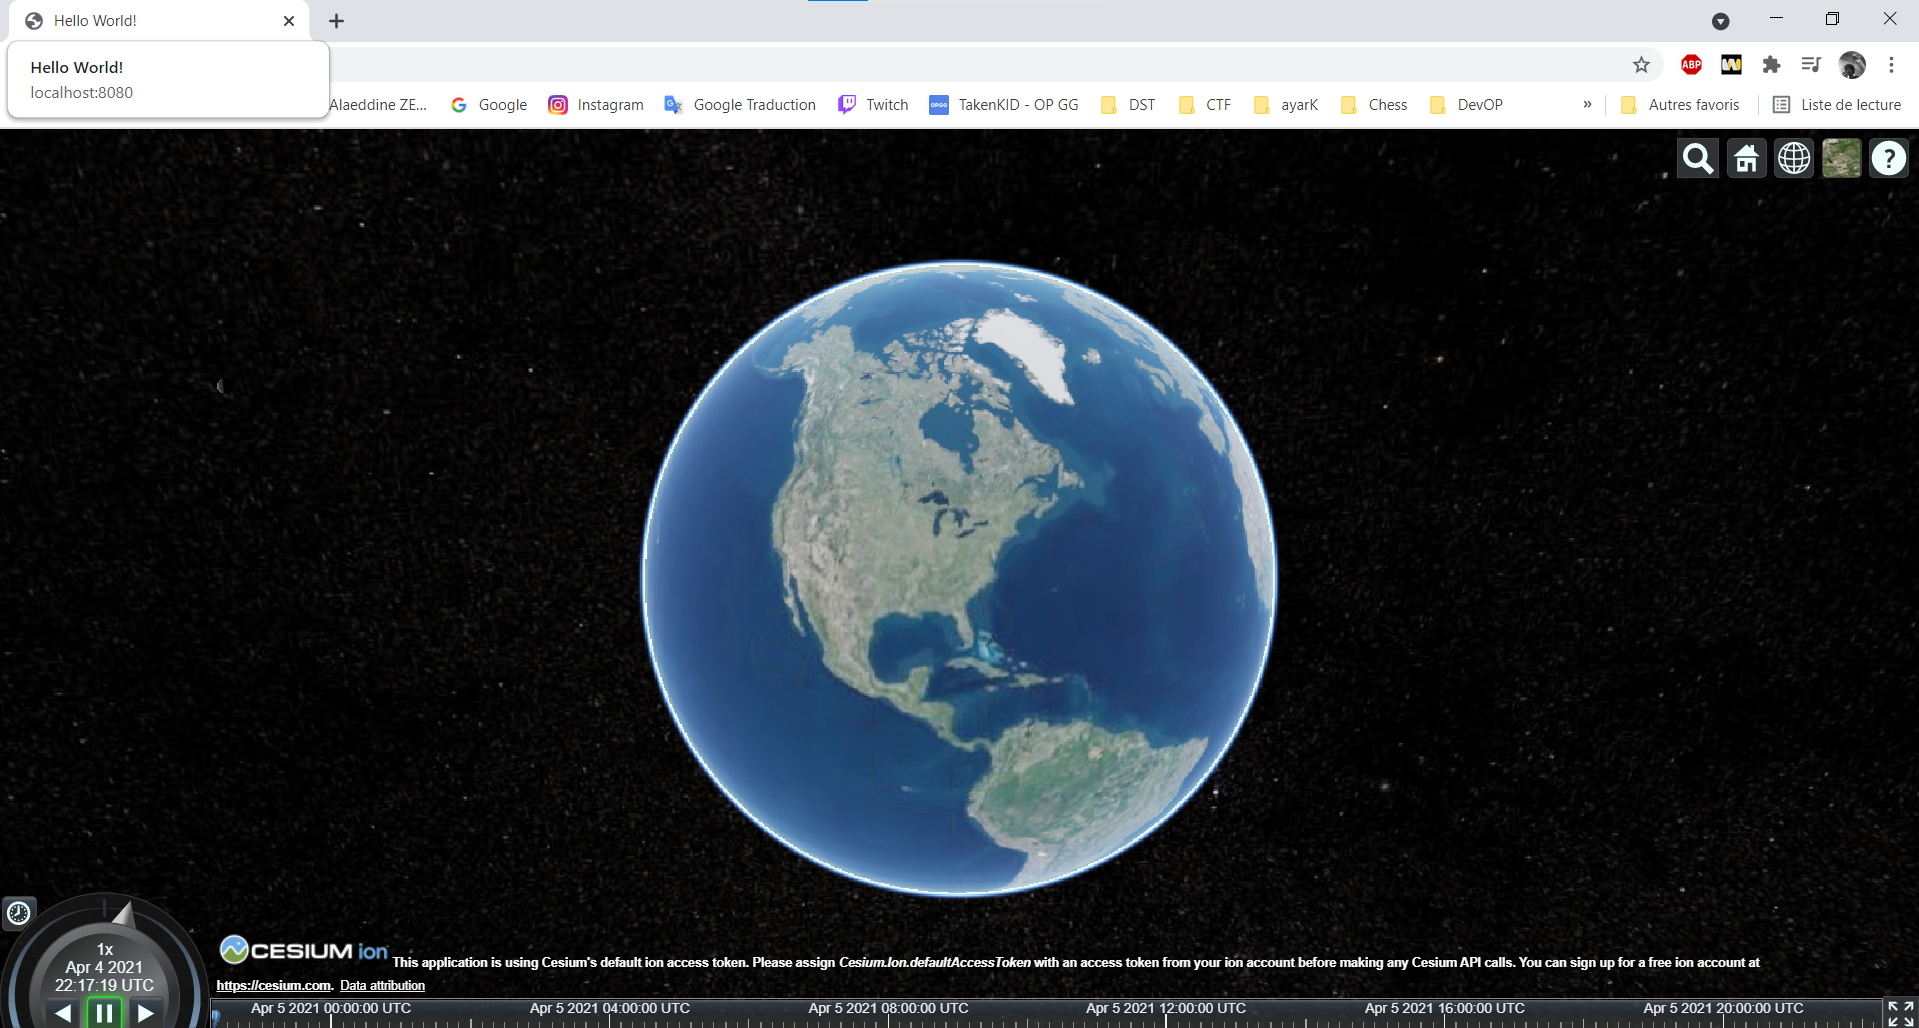 Hello World!
Hello World!
localhost:8080
ABP
Alaeddine ZE...
Google
Instagram
Google Traduction
Twitch
OPGG
TakenKID - OP GG
DST
CTF
ayarK
Chess
DevOP
»
Autres favoris
Liste de lecture
?
CESIUM ion
This application is using Cesium's default ion access token. Please assign Cesium.Ion.defaultAccessToken with an access token from your ion account before making any Cesium API calls. You can sign up for a free ion account at
https://cesium.com. Data attribution
1x
Apr 4 2021
22:17:19 UTC
Apr 5 2021 00:00:00 UTC
Apr 5 2021 04:00:00 UTC
Apr 5 2021 08:00:00 UTC
Apr 5 2021 12:00:00 UTC
Apr 5 2021 16:00:00 UTC
Apr 5 2021 20:00:00 UTC